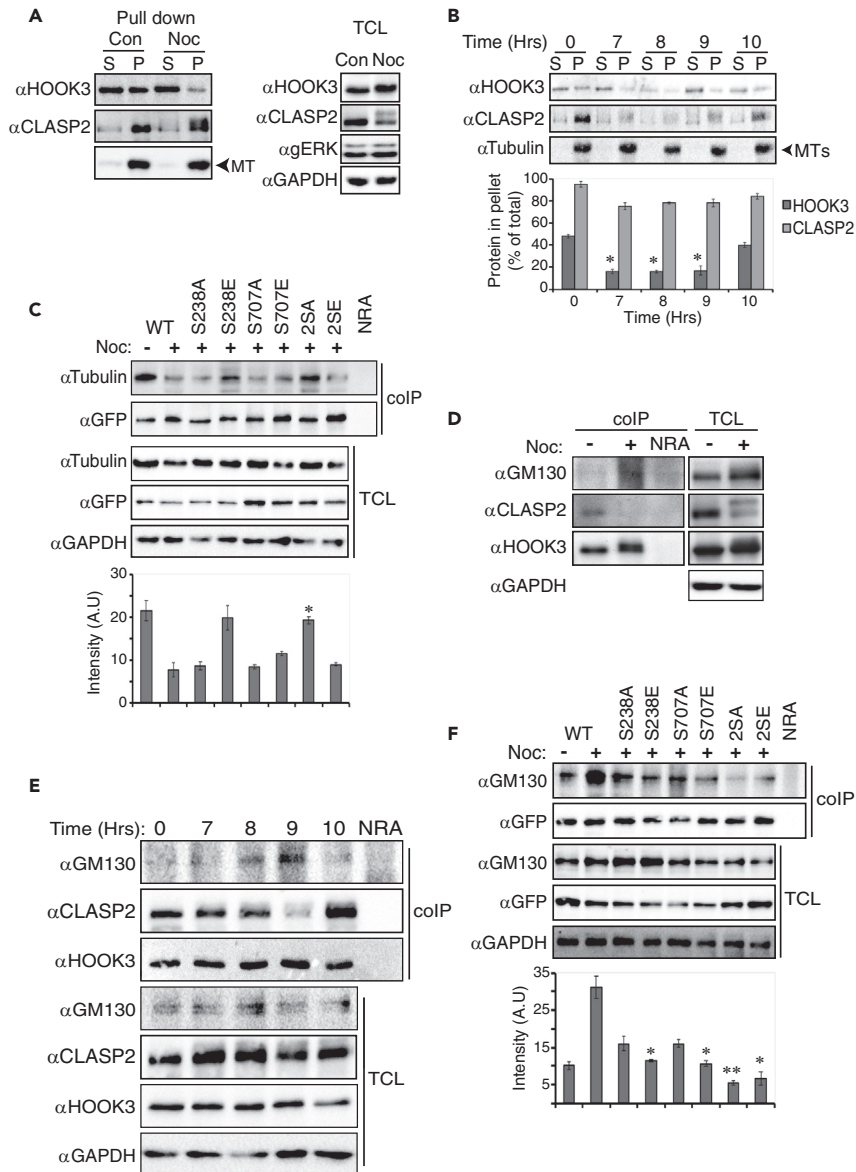 A
Pull down
Con Noc
S P S P
αHOOK3
αCLASP2
MT
TCL
Con Noc
αHOOK3
αCLASP2
αgERK
αGAPDH
B
Time (Hrs) 0 7 8 9 10
S P S P S P S P S P
αHOOK3
αCLASP2
αTubulin
MTs
Protein in pellet
(% of total)
100
80
60
40
20
0
* * *
0 7 8 9 10
Time (Hrs)
HOOK3
CLASP2
C
WT S238A S238E S707A S707E 2SA 2SE NRA
Noc: - + + + + + + +
αTubulin
αGFP
coIP
αTubulin
αGFP
αGAPDH
TCL
Intensity (A.U)
30
20
10
0
*
D
coIP TCL
Noc: - + NRA - +
αGM130
αCLASP2
αHOOK3
αGAPDH
E
Time (Hrs): 0 7 8 9 10 NRA
αGM130
αCLASP2
αHOOK3
coIP
αGM130
αCLASP2
αHOOK3
αGAPDH
TCL
F
WT S238A S238E S707A S707E 2SA 2SE NRA
Noc: - + + + + + + +
αGM130
αGFP
coIP
αGM130
αGFP
αGAPDH
TCL
Intensity (A.U)
35
25
15
5
* * ** *